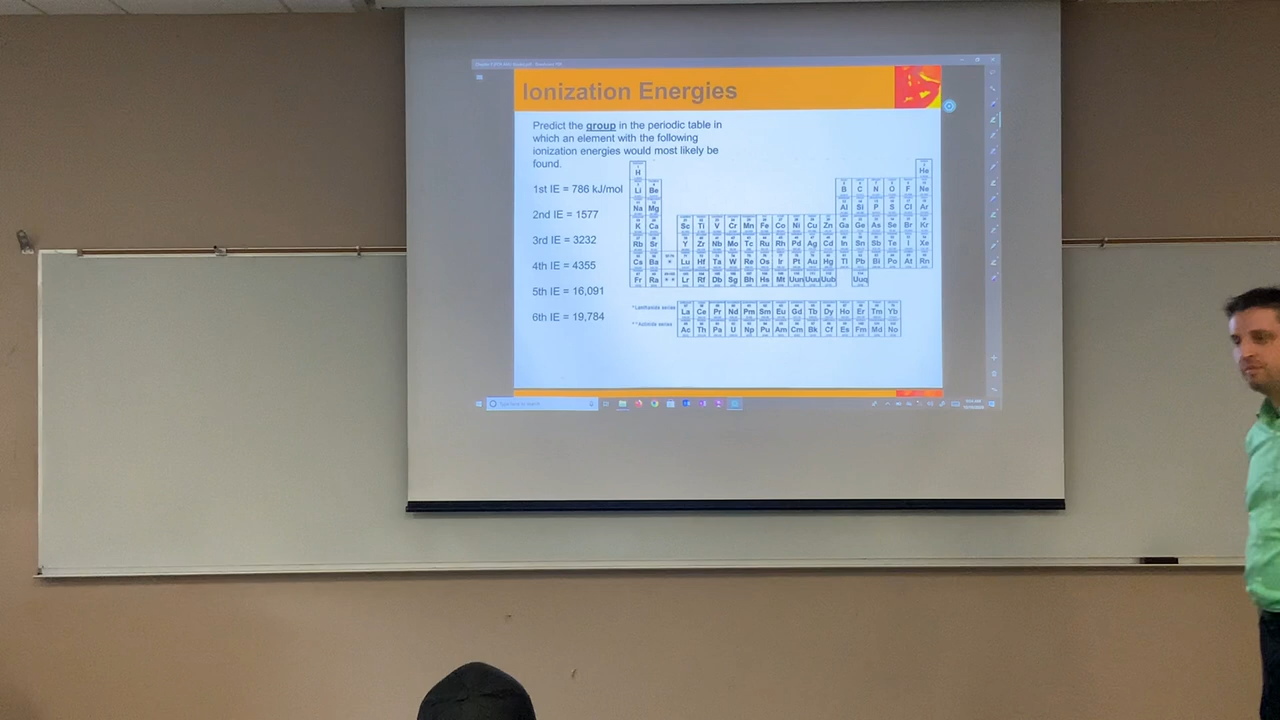 Ionization Energies
Predict the group in the periodic table in
which an element with the following
ionization energies would most likely be
found.
1st IE = 786 kJ/mol
2nd IE = 1577
3rd IE = 3232
4th IE = 4355
5th IE = 16,091
6th IE = 19,784
H He
Li Be B C N O F Ne
Na Mg Al Si P S Cl Ar
K Ca Sc Ti V Cr Mn Fe Co Ni Cu Zn Ga Ge As Se Br Kr
Rb Sr Y Zr Nb Mo Tc Ru Rh Pd Ag Cd In Sn Sb Te I Xe
Cs Ba * Lu Hf Ta W Re Os Ir Pt Au Hg Tl Pb Bi Po At Rn
Fr Ra ** Lr Rf Db Sg Bh Hs Mt Uun Uuu Uub Uuq
*Lanthanide series La Ce Pr Nd Pm Sm Eu Gd Tb Dy Ho Er Tm Yb
**Actinide series Ac Th Pa U Np Pu Am Cm Bk Cf Es Fm Md No